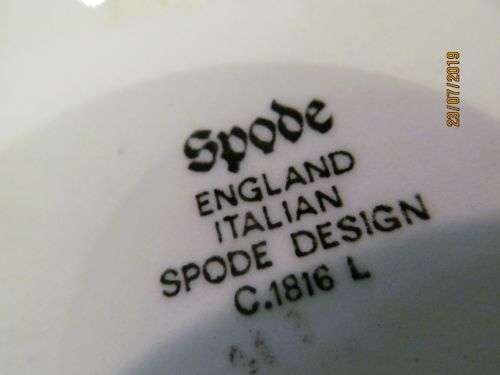 Spode
ENGLAND
ITALIAN
SPODE DESIGN
C.1816 L
23/07/2019